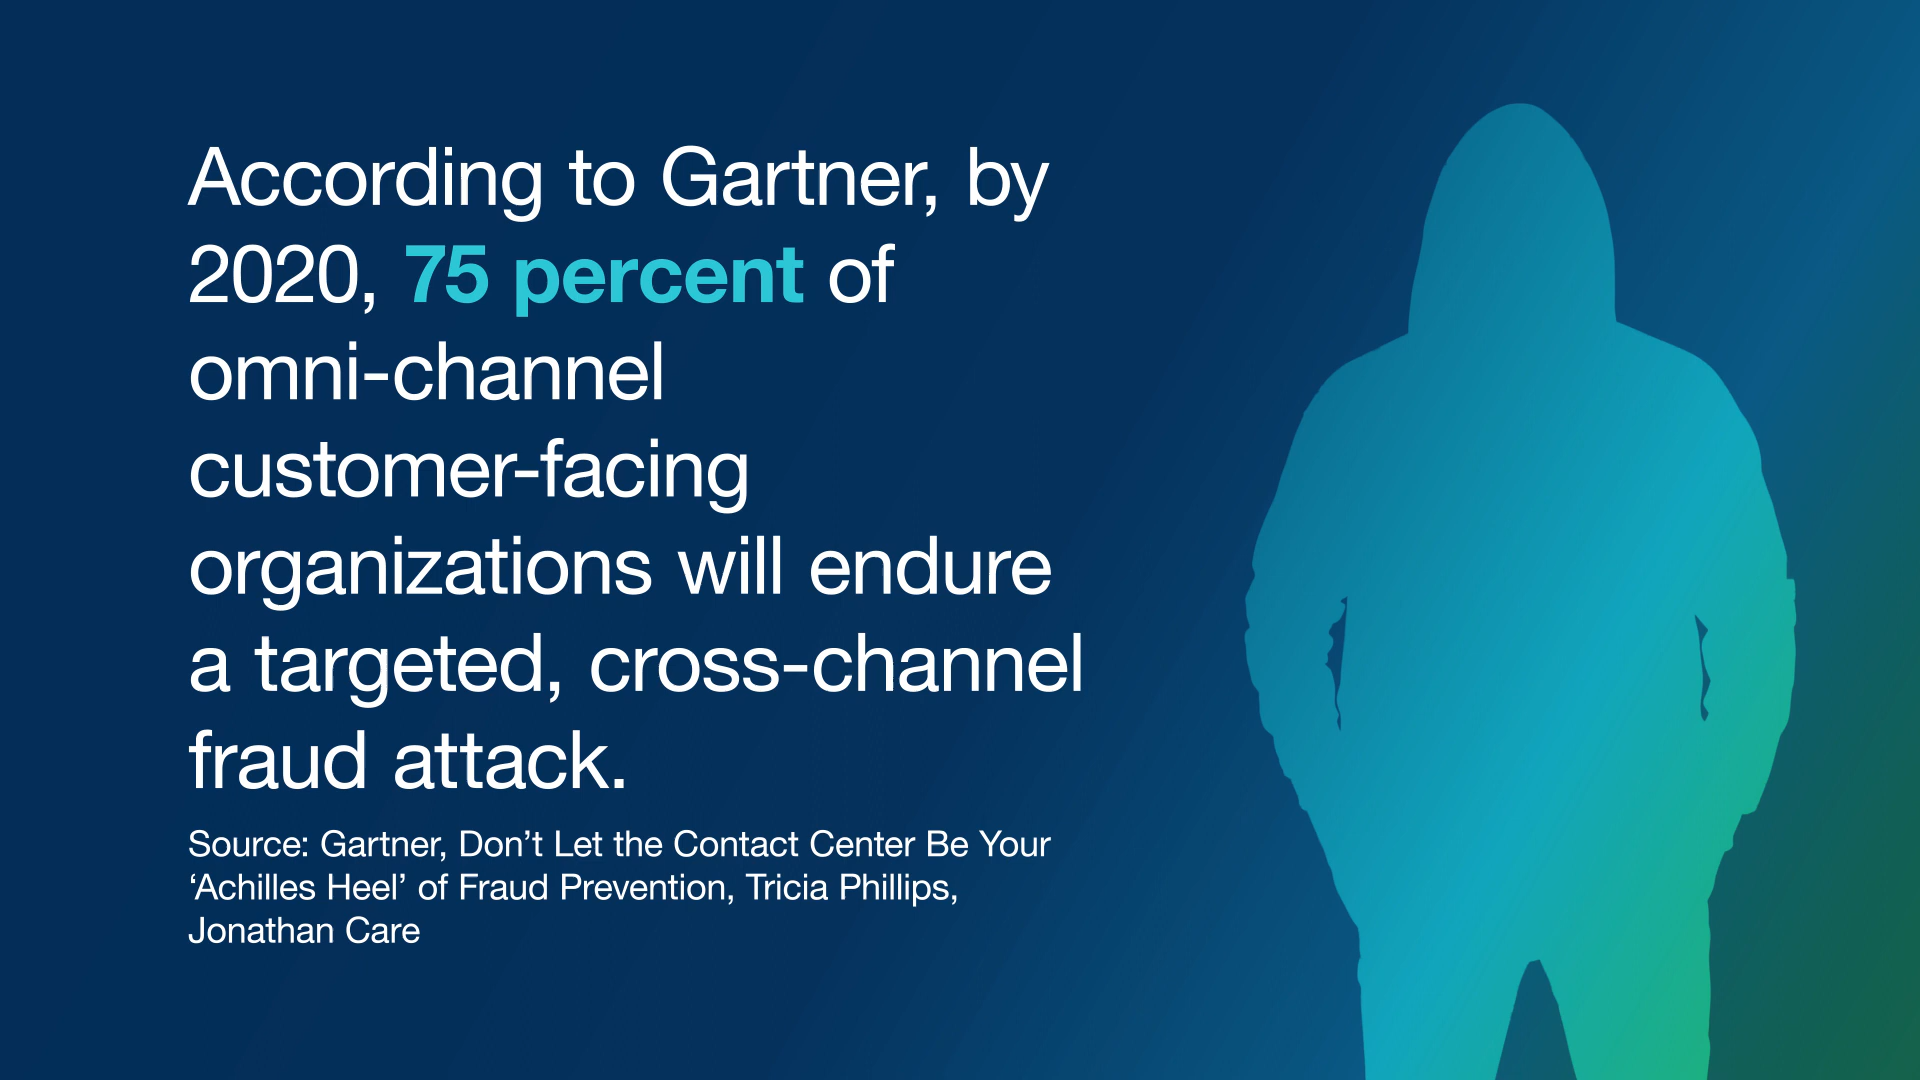 According to Gartner, by
2020, 75 percent of
omni-channel
customer-facing
organizations will endure
a targeted, cross-channel
fraud attack.
Source: Gartner, Don’t Let the Contact Center Be Your
‘Achilles Heel’ of Fraud Prevention, Tricia Phillips,
Jonathan Care